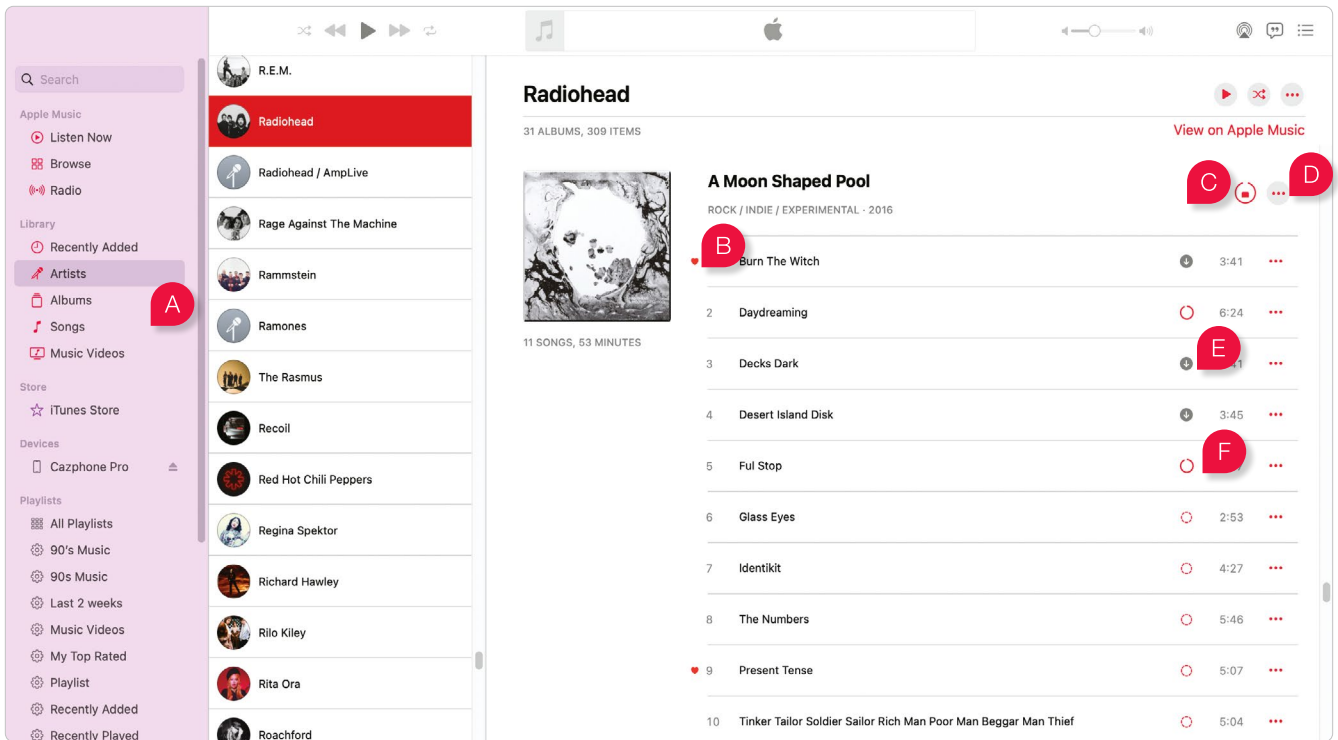 Search
Apple Music
Listen Now
Browse
Radio
Library
Recently Added
Artists
Albums
A
Songs
Music Videos
Store
iTunes Store
Devices
Cazphone Pro
Playlists
All Playlists
90's Music
90s Music
Last 2 weeks
Music Videos
My Top Rated
Playlist
Recently Added
Recently Played
R.E.M.
Radiohead
Radiohead / AmpLive
Rage Against The Machine
Rammstein
Ramones
The Rasmus
Recoil
Red Hot Chili Peppers
Regina Spektor
Richard Hawley
Rilo Kiley
Rita Ora
Roachford
Radiohead
31 ALBUMS, 309 ITEMS
View on Apple Music
11 SONGS, 53 MINUTES
A Moon Shaped Pool
C
D
ROCK / INDIE / EXPERIMENTAL · 2016
B
Burn The Witch 3:41
2 Daydreaming 6:24
E
3 Decks Dark
4 Desert Island Disk 3:45
F
5 Ful Stop
6 Glass Eyes 2:53
7 Identikit 4:27
8 The Numbers 5:46
9 Present Tense 5:07
10 Tinker Tailor Soldier Sailor Rich Man Poor Man Beggar Man Thief 5:04